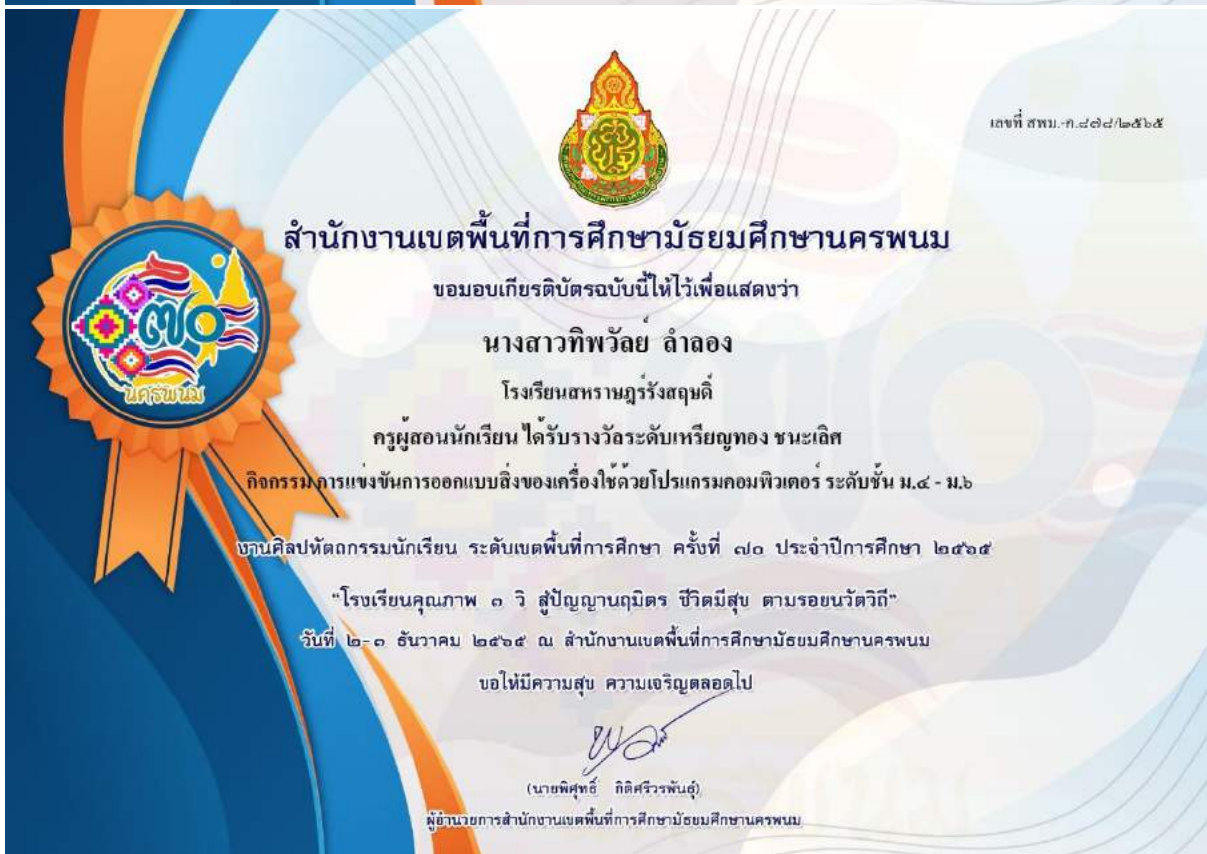 เลขที่ สพม.-ก.๘๗๘/๒๕๖๕
สำนักงานเขตพื้นที่การศึกษามัธยมศึกษานครพนม
ขอมอบเกียรติบัตรฉบับนี้ให้ไว้เพื่อแสดงว่า
นางสาวทิพวัลย์ ลำลอง
โรงเรียนสหราษฎร์รังสฤษดิ์
ครูผู้สอนนักเรียน ได้รับรางวัลระดับเหรียญทอง ชนะเลิศ
กิจกรรม การแข่งขันการออกแบบสิ่งของเครื่องใช้ด้วยโปรแกรมคอมพิวเตอร์ ระดับชั้น ม.๔ - ม.๖
งานศิลปหัตถกรรมนักเรียน ระดับเขตพื้นที่การศึกษา ครั้งที่ ๗๐ ประจำปีการศึกษา ๒๕๖๕
"โรงเรียนคุณภาพ ๓ วิ สู่ปัญญานฤมิตร ชีวิตมีสุข ตามรอยนวัตวิถี"
วันที่ ๒-๓ ธันวาคม ๒๕๖๕ ณ สำนักงานเขตพื้นที่การศึกษามัธยมศึกษานครพนม
ขอให้มีความสุข ความเจริญตลอดไป
(นายพิศุทธิ์ กิติศรีวรพันธุ์)
ผู้อำนวยการสำนักงานเขตพื้นที่การศึกษามัธยมศึกษานครพนม
๗๐
นครพนม